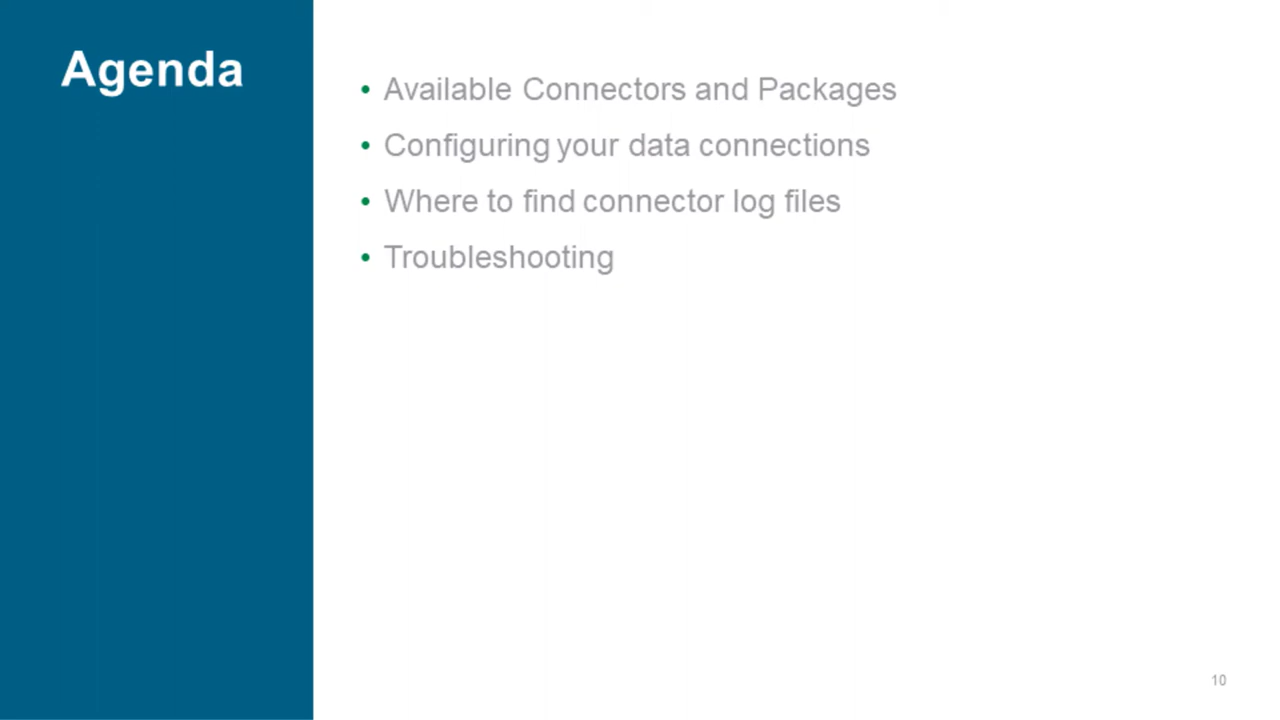 Agenda
• Available Connectors and Packages
• Configuring your data connections
• Where to find connector log files
• Troubleshooting
10